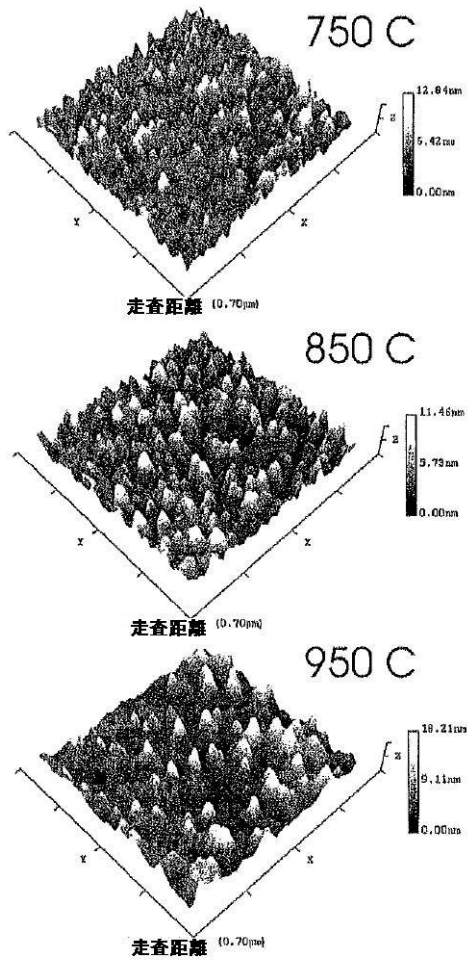 750 C
12.84nm
Z
6.42nm
0.00nm
Y
X
走査距離 (0.70μm)
850 C
11.46nm
Z
5.73nm
0.00nm
Y
X
走査距離 (0.70μm)
950 C
18.21nm
Z
9.11nm
0.00nm
Y
X
走査距離 (0.70μm)